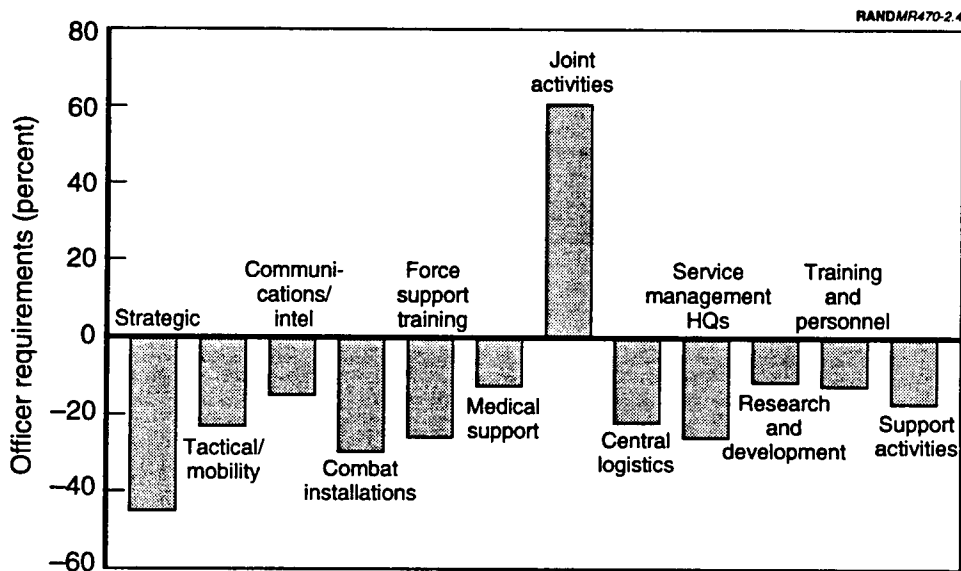 RANDMR470-2.4
Officer requirements (percent)
80
60
40
20
0
−20
−40
−60
Strategic
Tactical/
mobility
Communi-
cations/
intel
Combat
installations
Force
support
training
Medical
support
Joint
activities
Central
logistics
Service
management
HQs
Research
and
development
Training
and
personnel
Support
activities